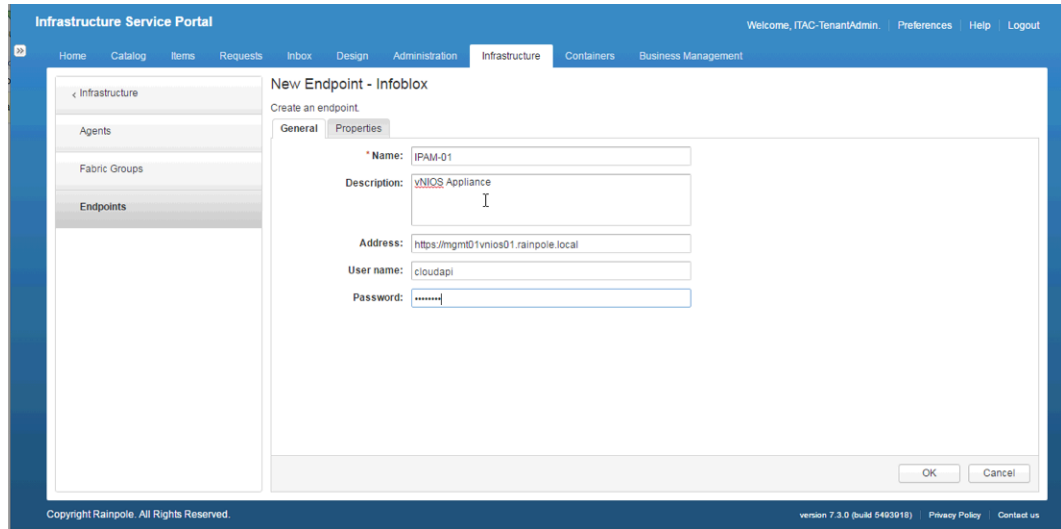 Infrastructure Service Portal
Welcome, ITAC-TenantAdmin. Preferences Help Logout
Home Catalog Items Requests Inbox Design Administration Infrastructure Containers Business Management
‹ Infrastructure
Agents
Fabric Groups
Endpoints
New Endpoint - Infoblox
Create an endpoint.
General Properties
* Name: IPAM-01
Description: vNIOS Appliance
Address: https://mgmt01vnios01.rainpole.local
User name: cloudapi
Password: ••••••••
OK Cancel
Copyright Rainpole. All Rights Reserved.
version 7.3.0 (build 5493918) Privacy Policy Contact us